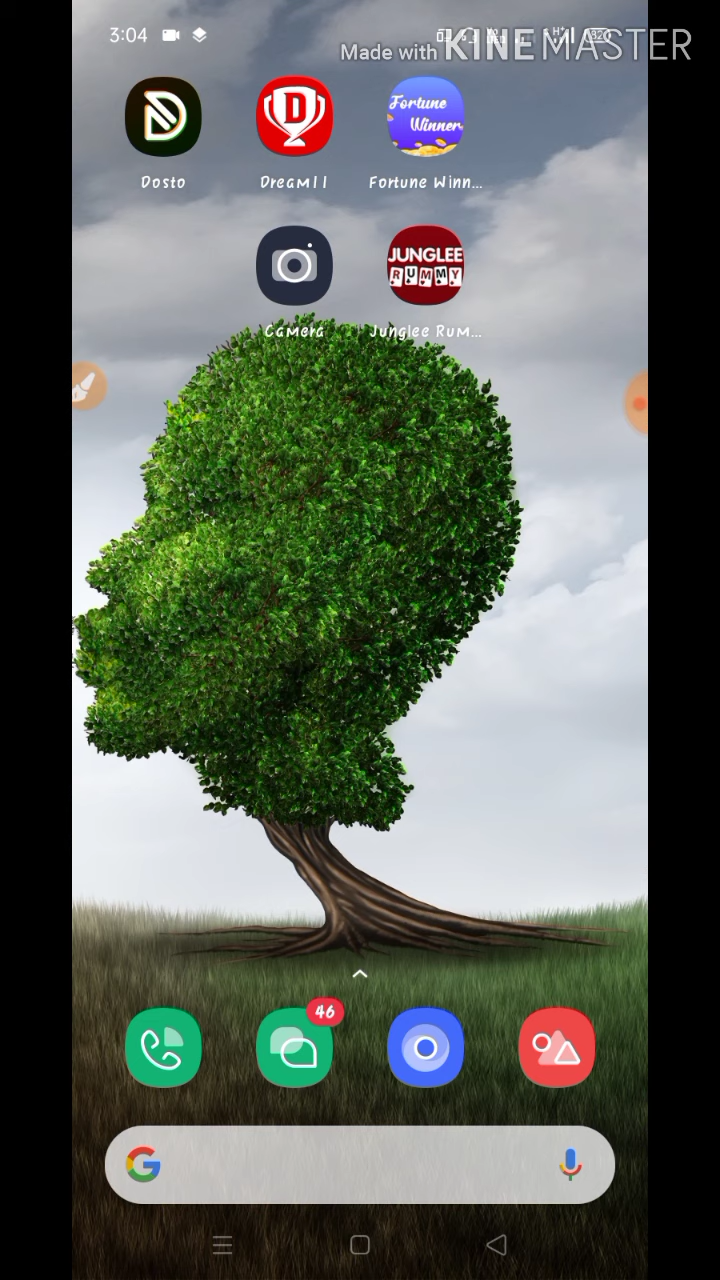 3:04
Made with KINEMASTER
Fortune
Winner
Dosto
Dream11
Fortune Winn...
JUNGLEE
RUMMY
Camera
Junglee Rum...
46